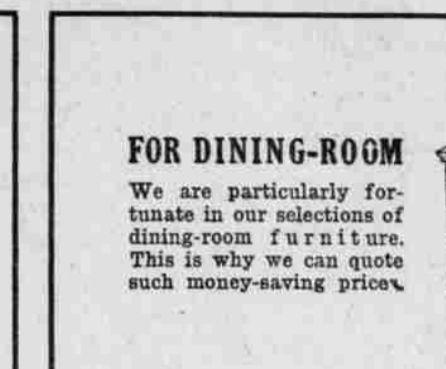 FOR DINING-ROOM
We are particularly for-
tunate in our selections of
dining-room furniture.
This is why we can quote
such money-saving prices